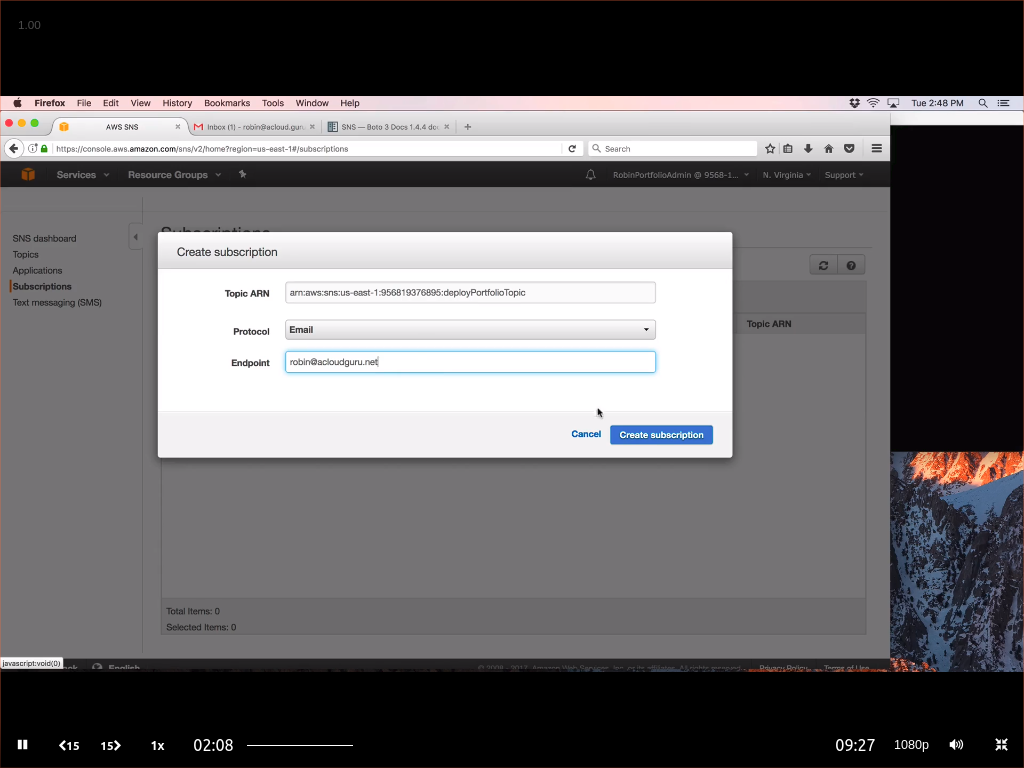 1.00
Firefox File Edit View History Bookmarks Tools Window Help Tue 2:48 PM
AWS SNS Inbox (1) - robin@acloud.guru SNS — Boto 3 Docs 1.4.4 do
https://console.aws.amazon.com/sns/v2/home?region=us-east-1#/subscriptions Search
Services Resource Groups RobinPortfolioAdmin @ 9568-1... N. Virginia Support
Subscriptions
SNS dashboard
Topics
Applications
Subscriptions
Text messaging (SMS)
Create subscription
Topic ARN arn:aws:sns:us-east-1:956819376895:deployPortfolioTopic
Protocol Email
Endpoint robin@acloudguru.net
Cancel Create subscription
Topic ARN
Total Items: 0
Selected Items: 0
javascript:void(0) English © 2008 - 2017, Amazon Web Services, Inc. or its affiliates. All rights reserved. Privacy Policy Terms of Use
15 15 1x 02:08 09:27 1080p